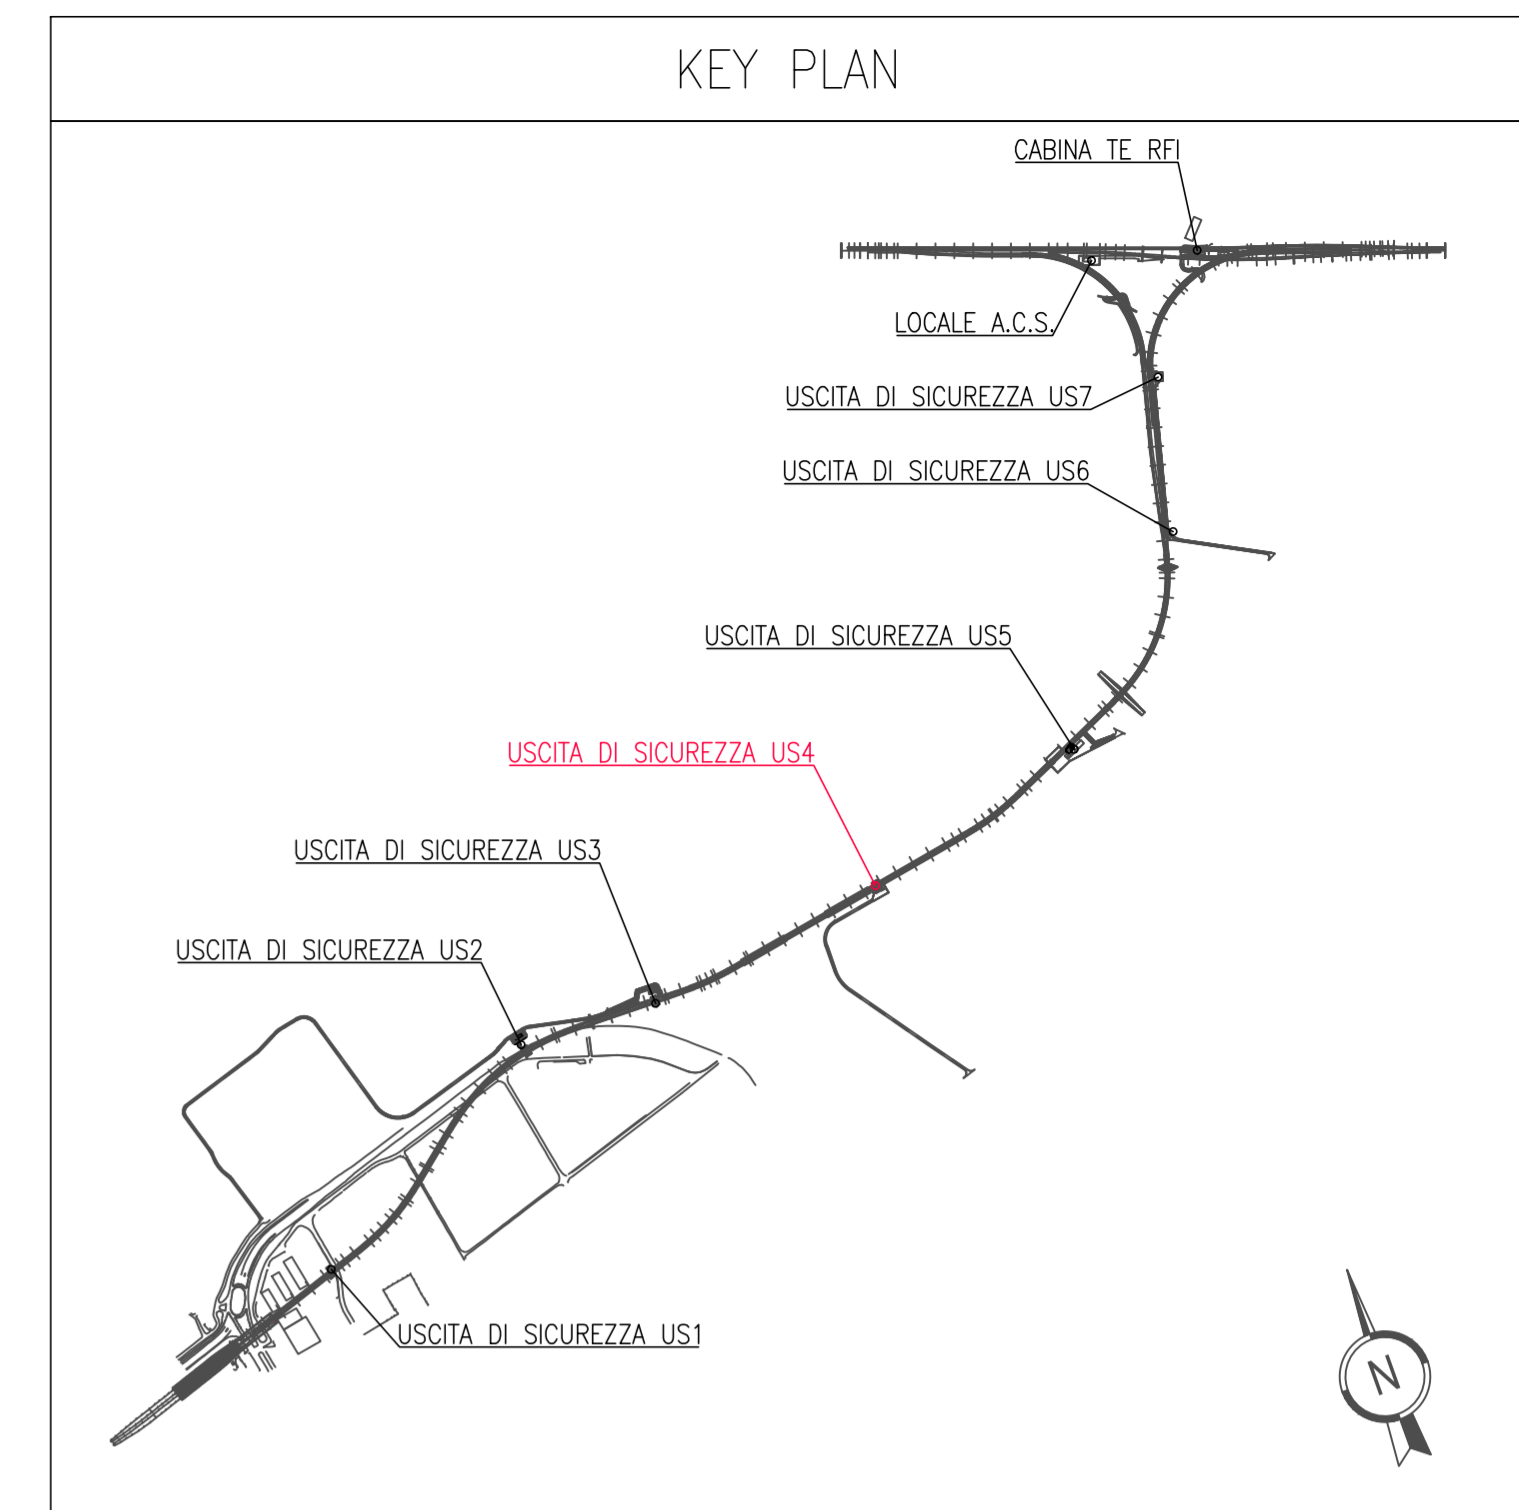 KEY PLAN
CABINA TE RFI
LOCALE A.C.S.
USCITA DI SICUREZZA US7
USCITA DI SICUREZZA US6
USCITA DI SICUREZZA US5
USCITA DI SICUREZZA US4
USCITA DI SICUREZZA US3
USCITA DI SICUREZZA US2
USCITA DI SICUREZZA US1
N